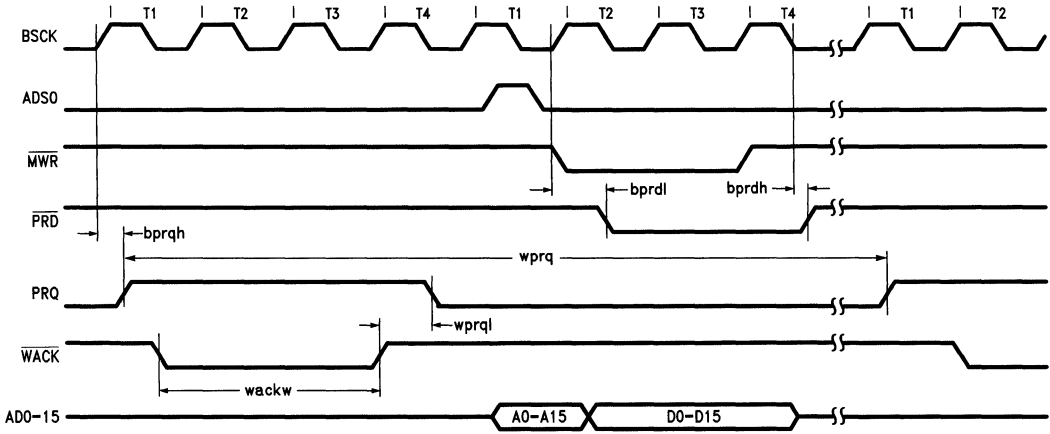 T1 T2 T3 T4 T1 T2 T3 T4 T1 T2
BSCK
ADS0
MWR
bprdl bprdh
PRD
bprqh
wprq
PRQ
wprql
WACK
wackw
AD0-15 A0-A15 D0-D15